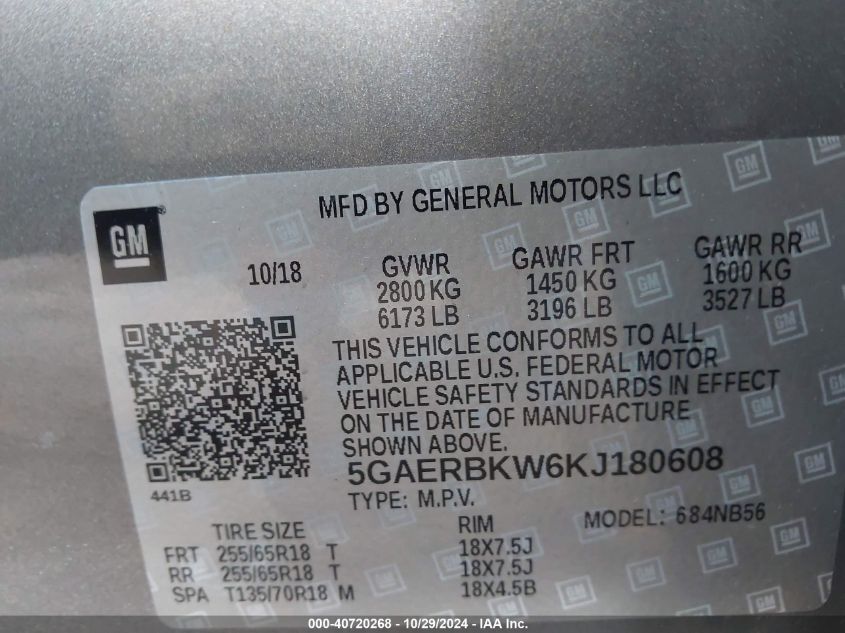 MFD BY GENERAL MOTORS LLC
GM ®
10/18
GVWR GAWR FRT GAWR RR
2800 KG 1450 KG 1600 KG
6173 LB 3196 LB 3527 LB
THIS VEHICLE CONFORMS TO ALL
APPLICABLE U.S. FEDERAL MOTOR
VEHICLE SAFETY STANDARDS IN EFFECT
ON THE DATE OF MANUFACTURE
SHOWN ABOVE.
5GAERBKW6KJ180608
441B
TYPE: M.P.V. MODEL: 684NB56
TIRE SIZE RIM
FRT 255/65R18 T 18X7.5J
RR 255/65R18 T 18X7.5J
SPA T135/70R18 M 18X4.5B
000-40720268 - 10/29/2024 - IAA Inc.